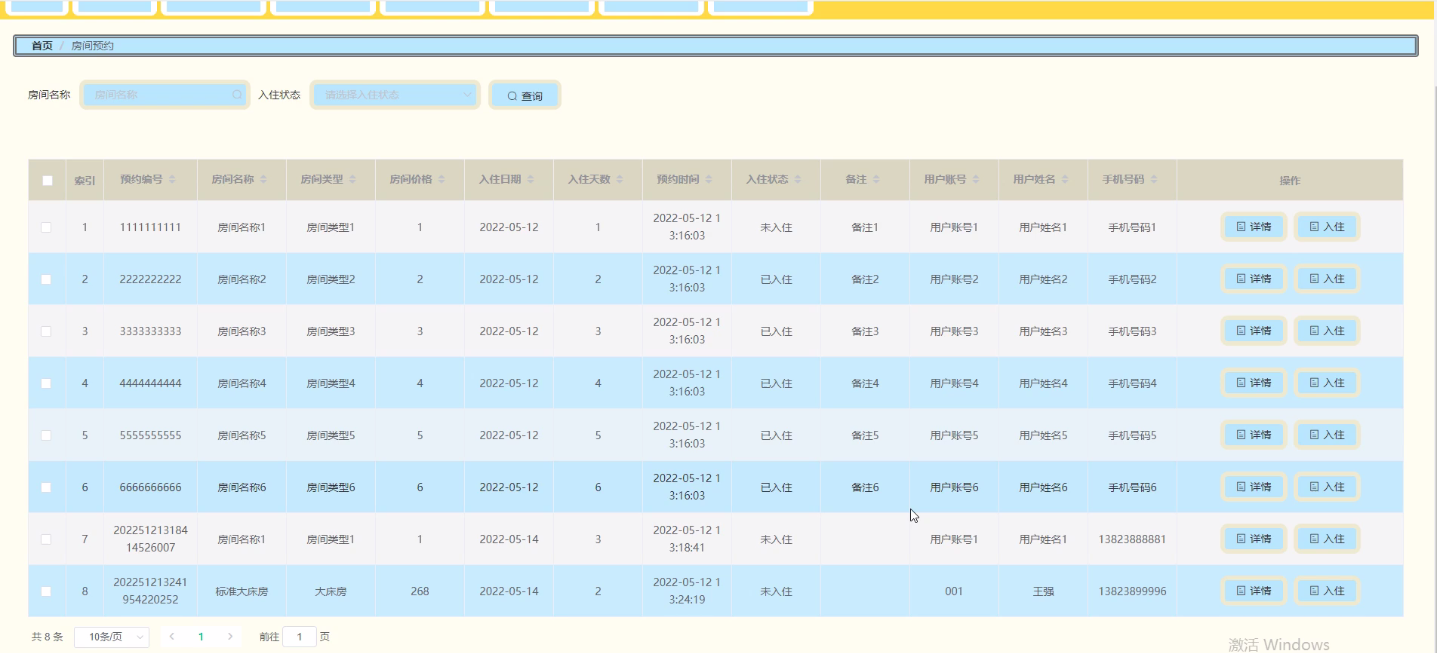 首页 / 房间预约
房间名称 房间名称 入住状态 请选择入住状态 查询
索引 预约编号 房间名称 房间类型 房间价格 入住日期 入住天数 预约时间 入住状态 备注 用户账号 用户姓名 手机号码 操作
1 1111111111 房间名称1 房间类型1 1 2022-05-12 1 2022-05-12 1 未入住 备注1 用户账号1 用户姓名1 手机号码1 详情 入住
3:16:03
2 2222222222 房间名称2 房间类型2 2 2022-05-12 2 2022-05-12 1 已入住 备注2 用户账号2 用户姓名2 手机号码2 详情 入住
3:16:03
3 3333333333 房间名称3 房间类型3 3 2022-05-12 3 2022-05-12 1 已入住 备注3 用户账号3 用户姓名3 手机号码3 详情 入住
3:16:03
4 4444444444 房间名称4 房间类型4 4 2022-05-12 4 2022-05-12 1 已入住 备注4 用户账号4 用户姓名4 手机号码4 详情 入住
3:16:03
5 5555555555 房间名称5 房间类型5 5 2022-05-12 5 2022-05-12 1 已入住 备注5 用户账号5 用户姓名5 手机号码5 详情 入住
3:16:03
6 6666666666 房间名称6 房间类型6 6 2022-05-12 6 2022-05-12 1 已入住 备注6 用户账号6 用户姓名6 手机号码6 详情 入住
3:16:03
7 202251213184 房间名称1 房间类型1 1 2022-05-14 3 2022-05-12 1 未入住 用户账号1 用户姓名1 13823888881 详情 入住
14526007 3:18:41
8 202251213241 标准大床房 大床房 268 2022-05-14 2 2022-05-12 1 未入住 001 王强 13823899996 详情 入住
954220252 3:24:19
共 8 条 10条/页 1 前往 1 页
激活 Windows